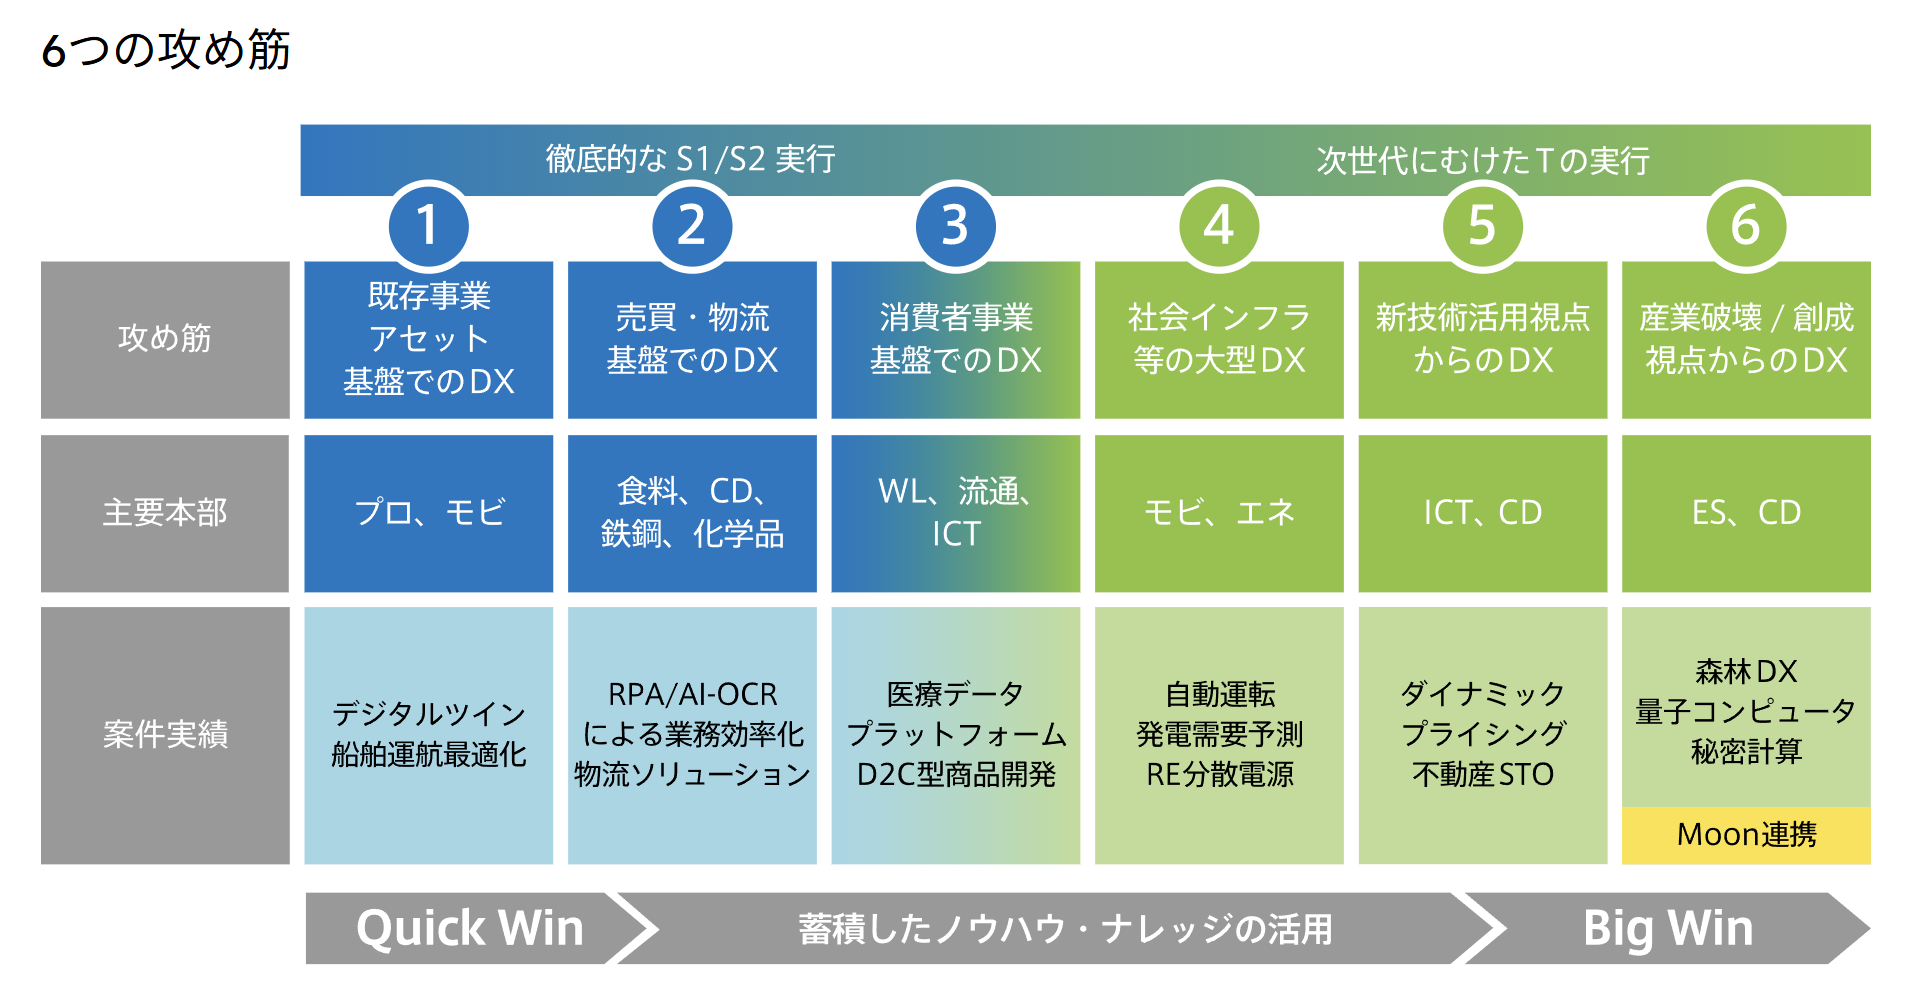 6つの攻め筋
徹底的な S1/S2 実行
次世代にむけた T の実行
1
2
3
4
5
6
攻め筋
既存事業
アセット
基盤でのDX
売買・物流
基盤でのDX
消費者事業
基盤でのDX
社会インフラ
等の大型DX
新技術活用視点
からのDX
産業破壊 / 創成
視点からのDX
主要本部
プロ、モビ
食料、CD、
鉄鋼、化学品
WL、流通、
ICT
モビ、エネ
ICT、CD
ES、CD
案件実績
デジタルツイン
船舶運航最適化
RPA/AI-OCR
による業務効率化
物流ソリューション
医療データ
プラットフォーム
D2C型商品開発
自動運転
発電需要予測
RE分散電源
ダイナミック
プライシング
不動産STO
森林DX
量子コンピュータ
秘密計算
Moon連携
Quick Win
蓄積したノウハウ・ナレッジの活用
Big Win